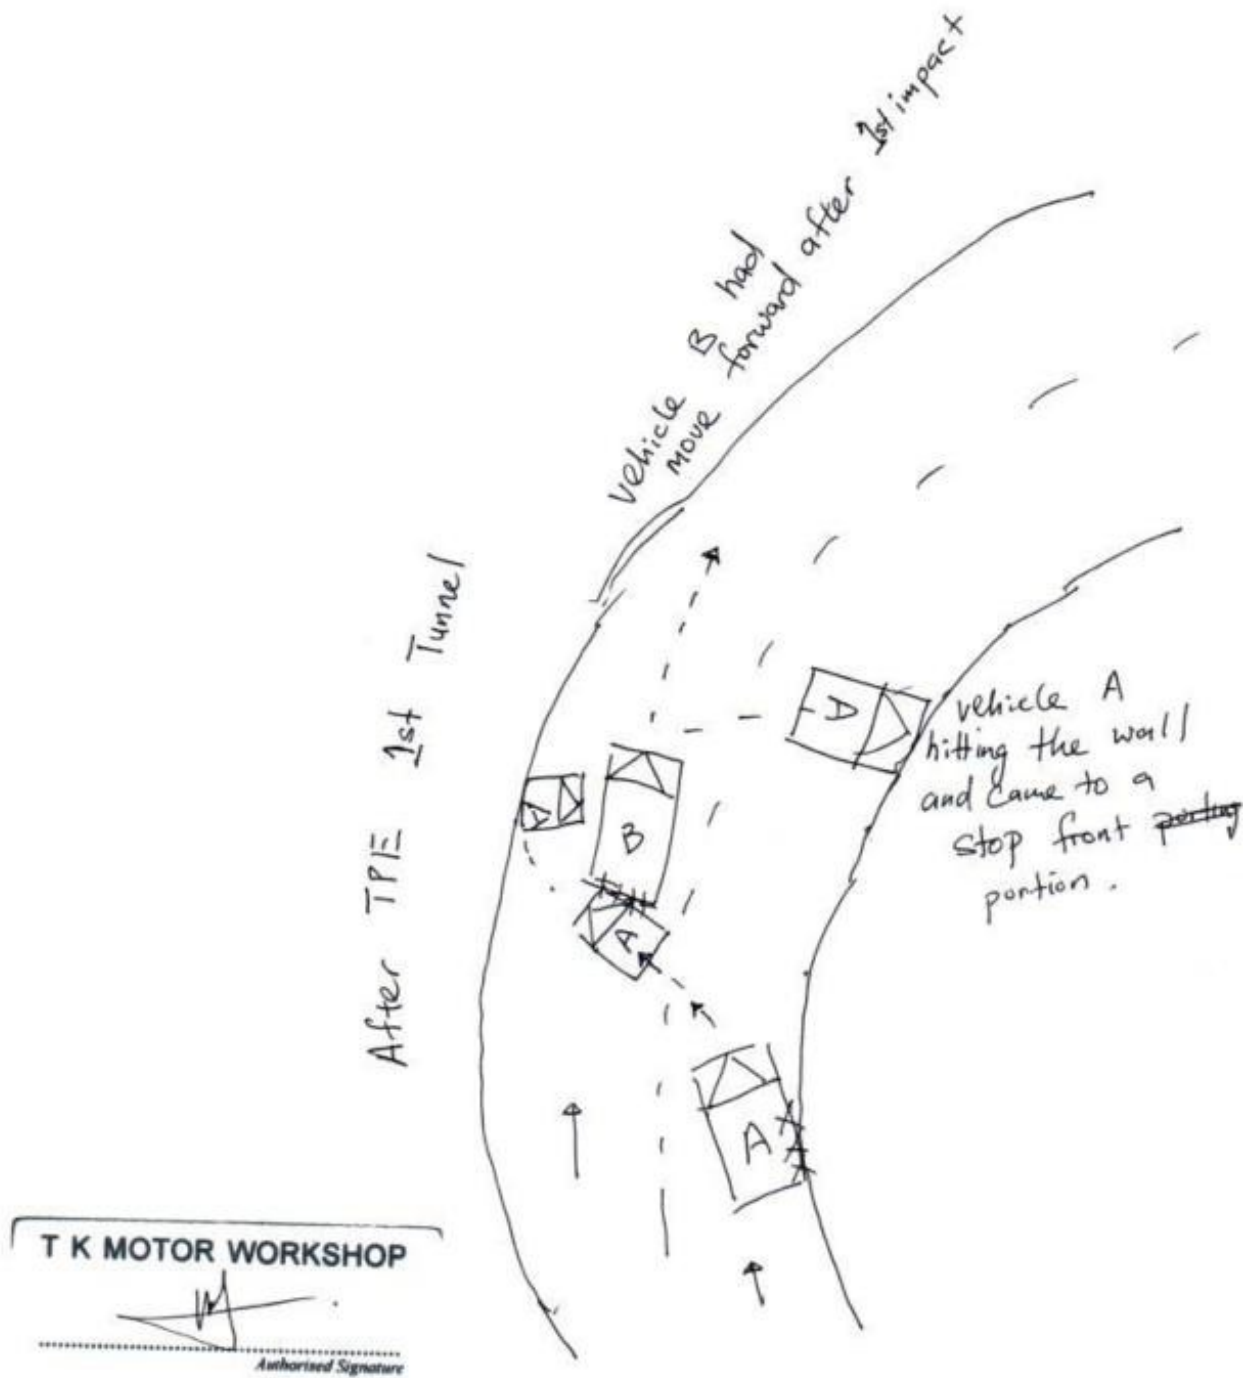 vehicle B had
move forward after 1st impact
After TPE 1st Tunnel
A
A
B
A
vehicle A
hitting the wall
and came to a
stop front
portion.
A
T K MOTOR WORKSHOP
Authorised Signature